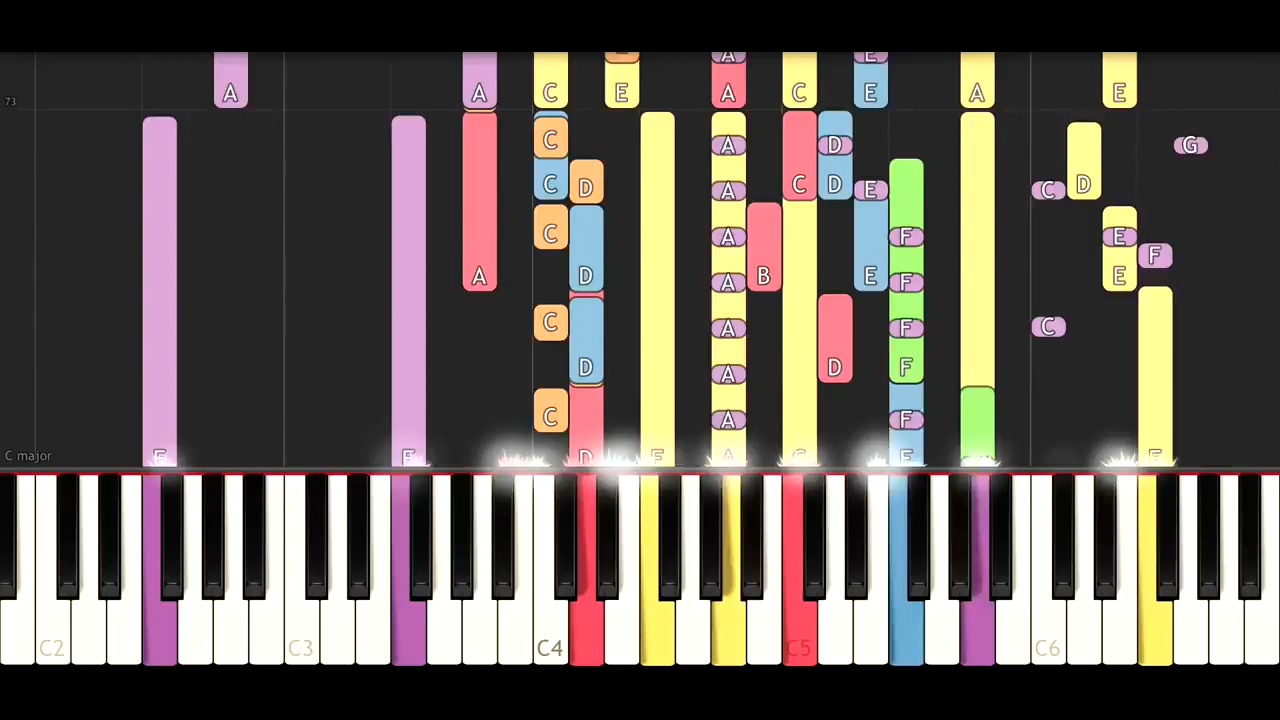 A A C E A A C E E A E
73
C A G
C D D A C D A E C D
C A F E F
A D B E A F E
C A F C
D A F
C A F
C major F F D F A C F F
C2 C3 C4 C5 C6